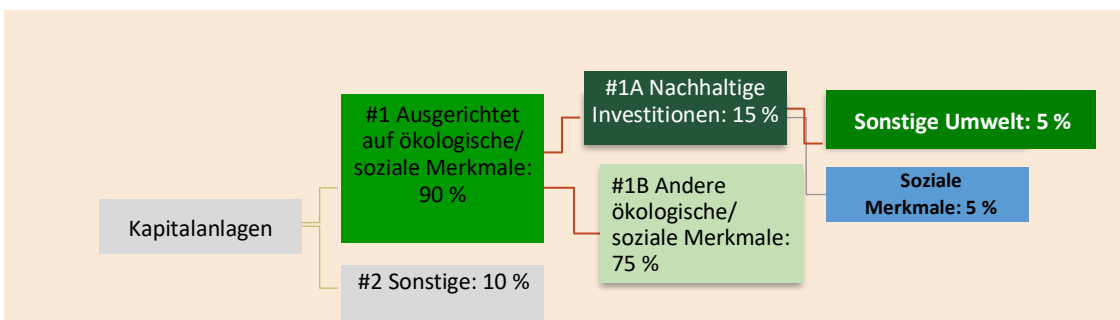 Kapitalanlagen
#1 Ausgerichtet
auf ökologische/
soziale Merkmale:
90 %
#2 Sonstige: 10 %
#1A Nachhaltige
Investitionen: 15 %
#1B Andere
ökologische/
soziale Merkmale:
75 %
Sonstige Umwelt: 5 %
Soziale
Merkmale: 5 %